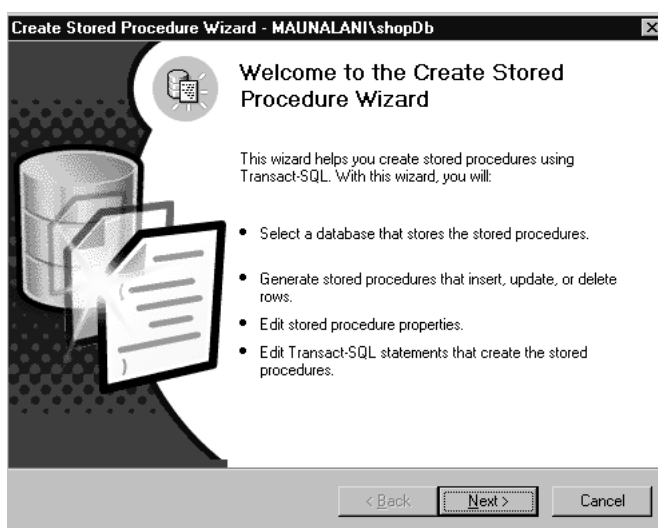 Create Stored Procedure Wizard - MAUNALANI\shopDb
Welcome to the Create Stored
Procedure Wizard
This wizard helps you create stored procedures using
Transact-SQL. With this wizard, you will:
• Select a database that stores the stored procedures.
• Generate stored procedures that insert, update, or delete
rows.
• Edit stored procedure properties.
• Edit Transact-SQL statements that create the stored
procedures.
< Back
Next >
Cancel